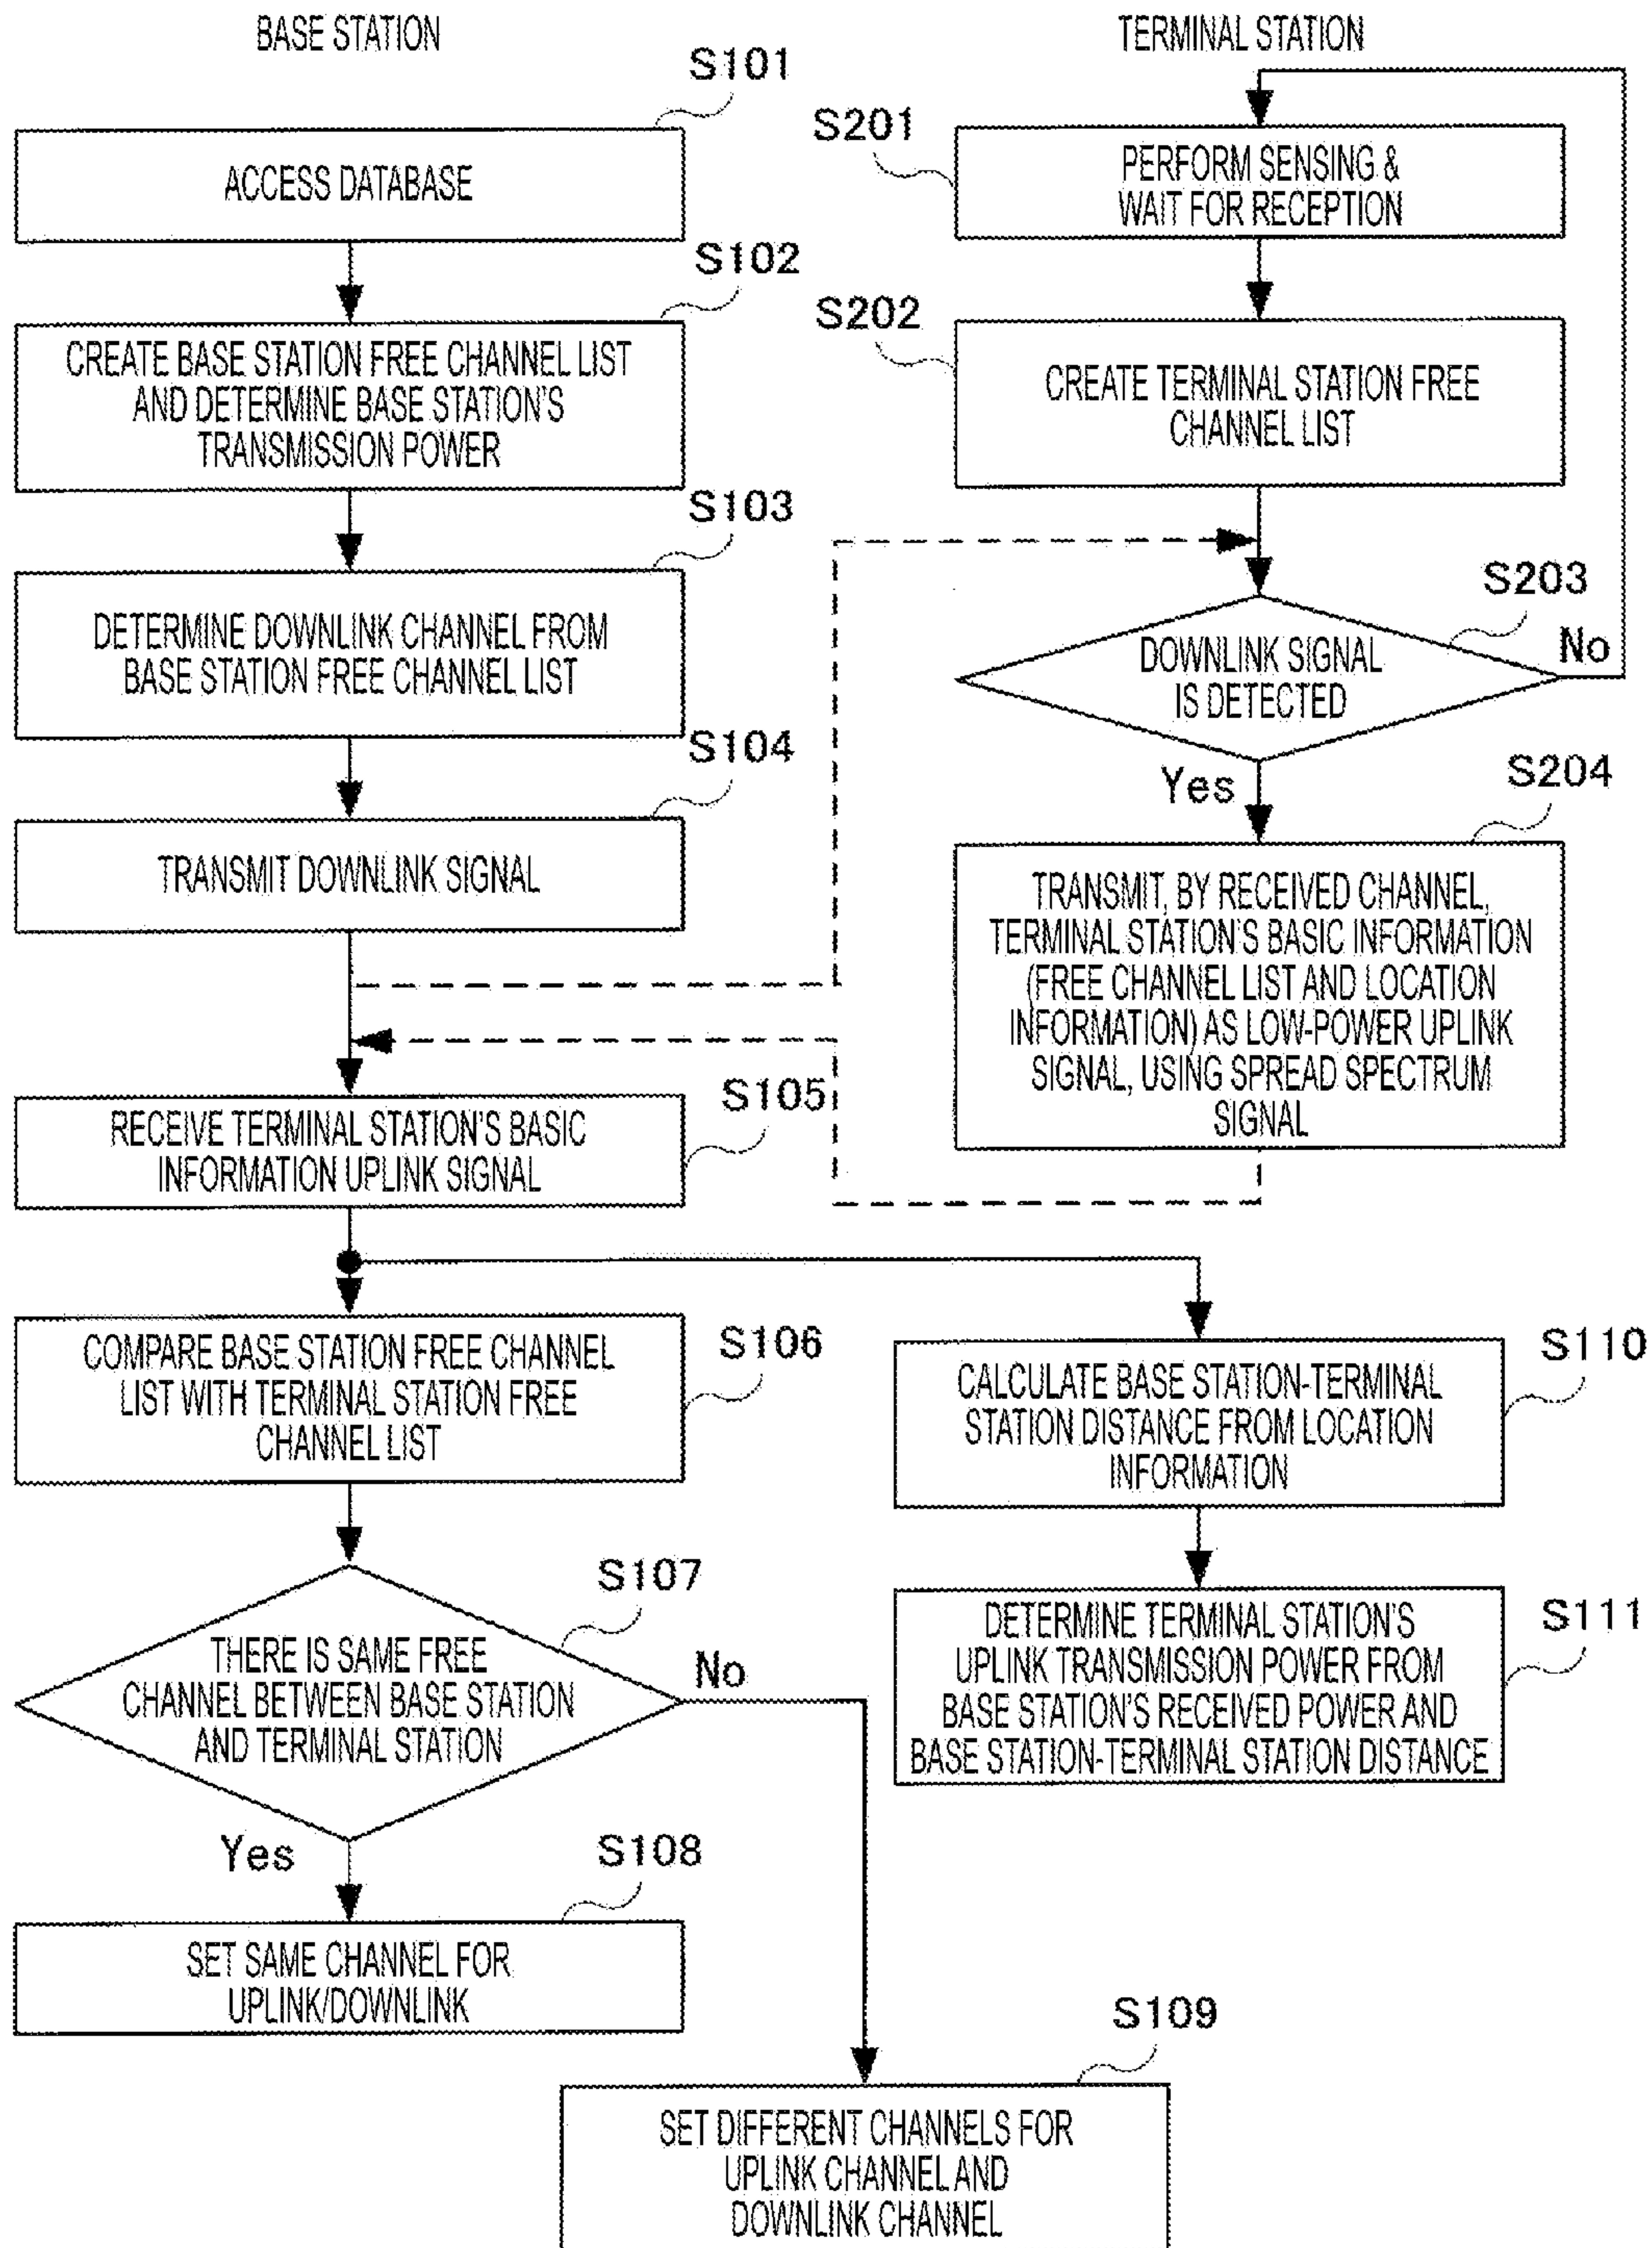 BASE STATION
S101
ACCESS DATABASE
S102
CREATE BASE STATION FREE CHANNEL LIST
AND DETERMINE BASE STATION'S
TRANSMISSION POWER
S103
DETERMINE DOWNLINK CHANNEL FROM
BASE STATION FREE CHANNEL LIST
S104
TRANSMIT DOWNLINK SIGNAL
TERMINAL STATION
S201
PERFORM SENSING &
WAIT FOR RECEPTION
S202
CREATE TERMINAL STATION FREE
CHANNEL LIST
S203
DOWNLINK SIGNAL
IS DETECTED
No
Yes
S204
TRANSMIT, BY RECEIVED CHANNEL,
TERMINAL STATION'S BASIC INFORMATION
(FREE CHANNEL LIST AND LOCATION
INFORMATION) AS LOW-POWER UPLINK
SIGNAL, USING SPREAD SPECTRUM
SIGNAL
S105
RECEIVE TERMINAL STATION'S BASIC
INFORMATION UPLINK SIGNAL
S106
COMPARE BASE STATION FREE CHANNEL
LIST WITH TERMINAL STATION FREE
CHANNEL LIST
S107
THERE IS SAME FREE
CHANNEL BETWEEN BASE STATION
AND TERMINAL STATION
No
Yes
S108
SET SAME CHANNEL FOR
UPLINK/DOWNLINK
S109
SET DIFFERENT CHANNELS FOR
UPLINK CHANNEL AND
DOWNLINK CHANNEL
S110
CALCULATE BASE STATION-TERMINAL
STATION DISTANCE FROM LOCATION
INFORMATION
S111
DETERMINE TERMINAL STATION'S
UPLINK TRANSMISSION POWER FROM
BASE STATION'S RECEIVED POWER AND
BASE STATION-TERMINAL STATION DISTANCE